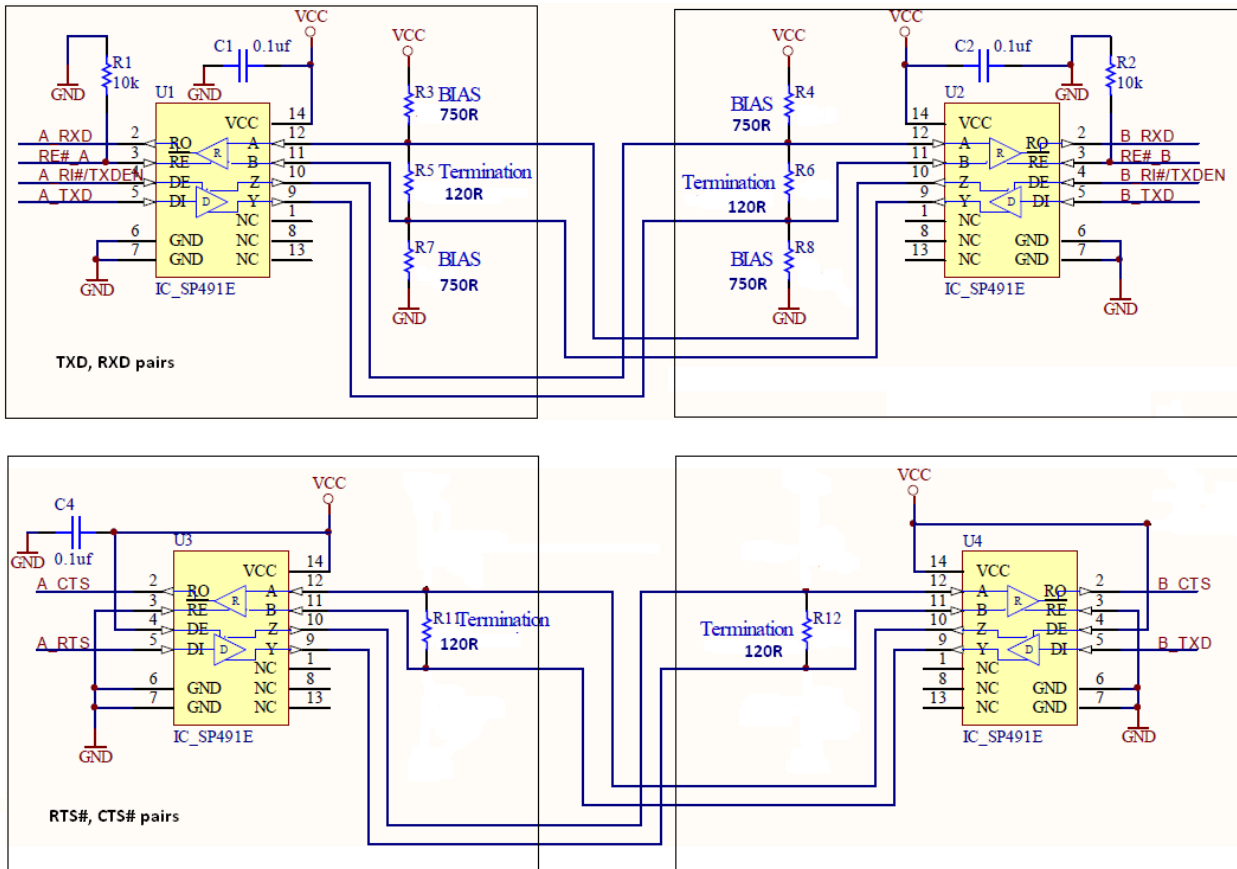 VCC
C1 0.1uf
VCC
R1
10k
GND
GND
U1
R3 BIAS
750R
14
VCC
A_RXD 2 RO R A 12
RE#_A 3 RE B 11
A_RI#/TXDEN 4 DE Z 10
A_TXD 5 DI D Y 9
R5 Termination
120R
NC 1
6 GND NC 8
7 GND NC 13
GND
IC_SP491E
R7 BIAS
750R
GND
TXD, RXD pairs
VCC
VCC
C2 0.1uf
R2
10k
GND
U2
BIAS R4
750R
14
VCC
12 A R RO 2 B_RXD
11 B RE 3 RE#_B
10 Z DE 4 B_RI#/TXDEN
9 Y D DI 5 B_TXD
Termination R6
120R
1 NC
8 NC GND 6
13 NC GND 7
GND
IC_SP491E
BIAS R8
750R
GND
VCC
C4
GND 0.1uf
U3
14
VCC
A_CTS 2 RO R A 12
3 RE B 11
4 DE Z 10
A_RTS 5 DI D Y 9
R11 Termination
120R
NC 1
6 GND NC 8
7 GND NC 13
GND
IC_SP491E
RTS#, CTS# pairs
VCC
U4
14
VCC
12 A R RO 2 B_CTS
11 B RE 3
10 Z DE 4
9 Y D DI 5 B_TXD
Termination R12
120R
1 NC
8 NC GND 6
13 NC GND 7
GND
IC_SP491E